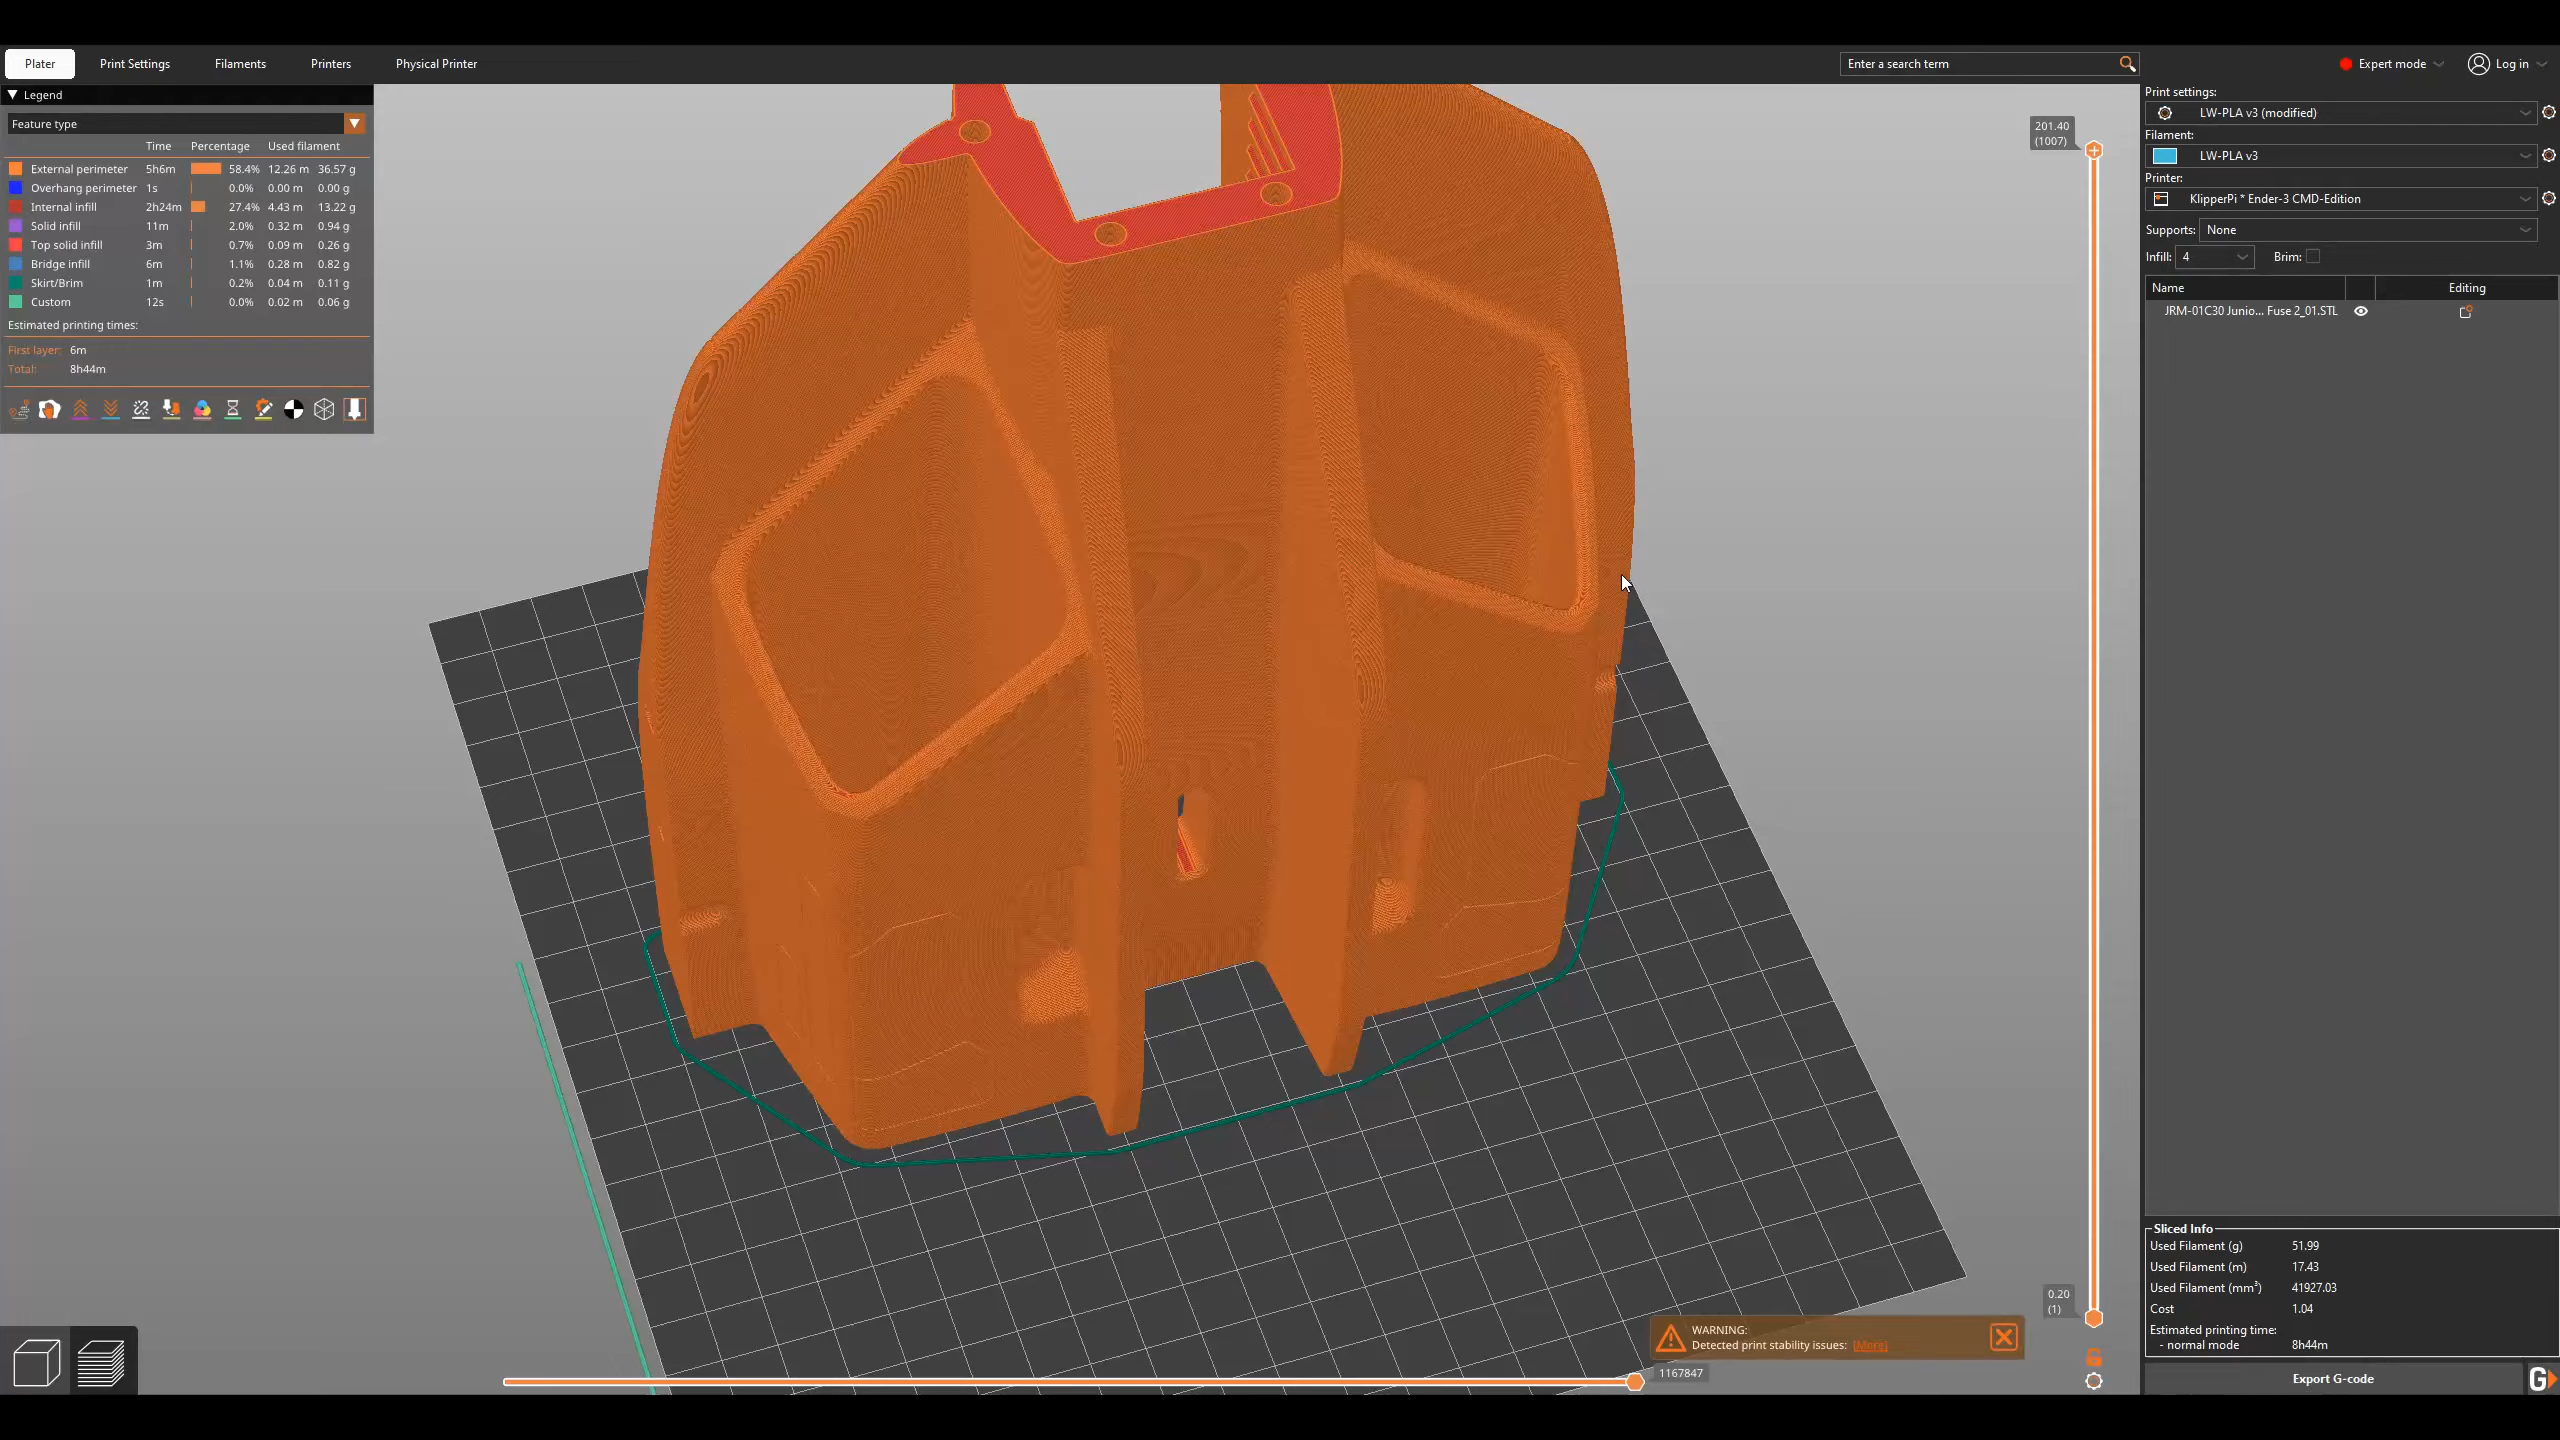 Plater Print Settings Filaments Printers Physical Printer Enter a search term Expert mode Log in
Legend
Feature type
Time Percentage Used filament
External perimeter 5h6m 58.4% 12.26 m 36.57 g
Overhang perimeter 1s 0.0% 0.00 m 0.00 g
Internal infill 2h24m 27.4% 4.43 m 13.22 g
Solid infill 11m 2.0% 0.32 m 0.94 g
Top solid infill 3m 0.7% 0.09 m 0.26 g
Bridge infill 6m 1.1% 0.28 m 0.82 g
Skirt/Brim 1m 0.2% 0.04 m 0.11 g
Custom 12s 0.0% 0.02 m 0.06 g
Estimated printing times:
First layer: 6m
Total: 8h44m
201.40
(1007)
0.20
(1)
WARNING:
Detected print stability issues: [More]
1167847
Print settings:
LW-PLA v3 (modified)
Filament:
LW-PLA v3
Printer:
KlipperPi * Ender-3 CMD-Edition
Supports: None
Infill: 4 Brim:
Name Editing
JRM-01C30 Junio... Fuse 2_01.STL
Sliced Info
Used Filament (g) 51.99
Used Filament (m) 17.43
Used Filament (mm³) 41927.03
Cost 1.04
Estimated printing time:
- normal mode 8h44m
Export G-code
G